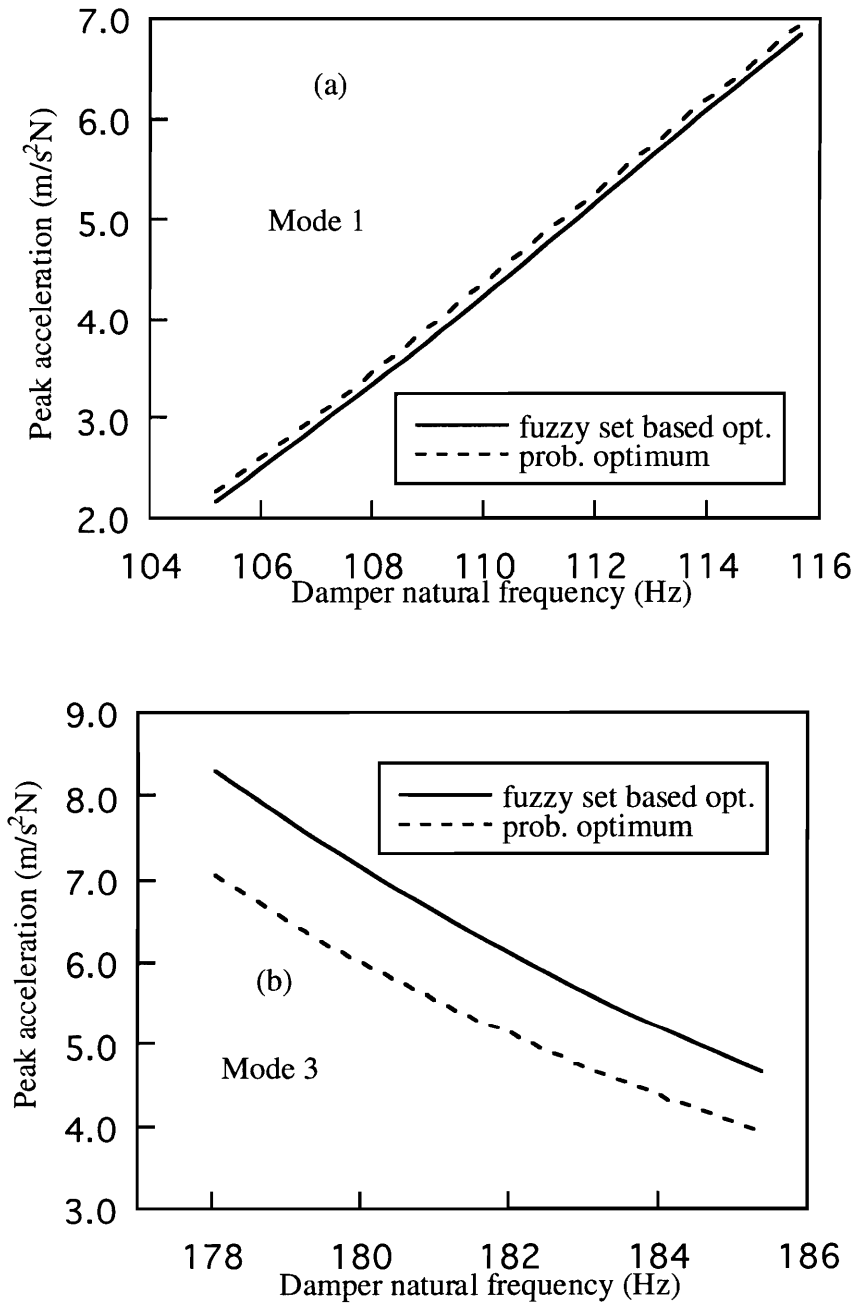 7.0
(a)
6.0
5.0
Mode 1
4.0
3.0
2.0
Peak acceleration (m/s²N)
fuzzy set based opt.
prob. optimum
104 106 108 110 112 114 116
Damper natural frequency (Hz)
9.0
8.0
7.0
6.0
5.0
4.0
3.0
Peak acceleration (m/s²N)
fuzzy set based opt.
prob. optimum
(b)
Mode 3
178 180 182 184 186
Damper natural frequency (Hz)